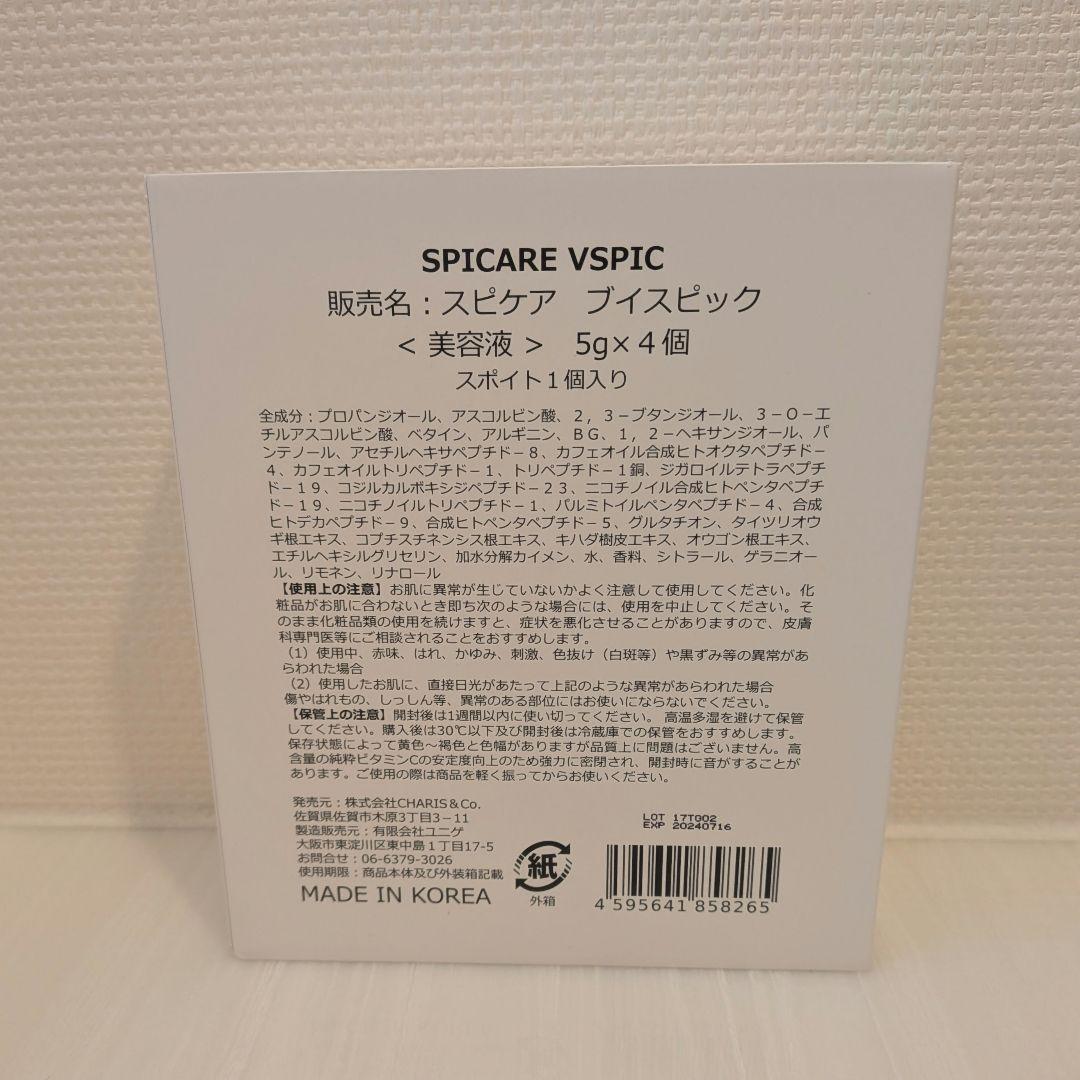 SPICARE VSPIC
販売名：スピケア　ブイスピック
＜ 美容液 ＞　5g×４個
スポイト１個入り
全成分：プロパンジオール、アスコルビン酸、２，３－ブタンジオール、３－Ｏ－エ
チルアスコルビン酸、ベタイン、アルギニン、ＢＧ、１，２－ヘキサンジオール、パ
ンテノール、アセチルヘキサペプチド－８、カフェオイル合成ヒトオクタペプチド－
４、カフェオイルトリペプチド－１、トリペプチド－１銅、ジガロイルテトラペプチ
ド－１９、コジルカルボキシジペプチド－２３、ニコチノイル合成ヒトペンタペプチ
ド－19、ニコチノイルトリペプチド－１、パルミトイルペンタペプチド－４、合成
ヒトデカペプチド－９、合成ヒトペンタペプチド－５、グルタチオン、タイツリオウ
ギ根エキス、コプチスチネンシス根エキス、キハダ樹皮エキス、オウゴン根エキス、
エチルヘキシルグリセリン、加水分解カイメン、水、香料、シトラール、ゲラニオー
ル、リモネン、リナロール
【使用上の注意】お肌に異常が生じていないかよく注意して使用してください。化
粧品がお肌に合わないとき即ち次のような場合には、使用を中止してください。そ
のまま化粧品類の使用を続けますと、症状を悪化させることがありますので、皮膚
科専門医等にご相談されることをおすすめします。
（1）使用中、赤味、はれ、かゆみ、刺激、色抜け（白斑等）や黒ずみ等の異常があ
らわれた場合
（2）使用したお肌に、直接日光があたって上記のような異常があらわれた場合
傷やはれもの、しっしん等、異常のある部位にはお使いにならないでください。
【保管上の注意】開封後は1週間以内に使い切ってください。 高温多湿を避けて保管
してください。購入後は30℃以下及び開封後は冷蔵庫での保管をおすすめします。
保存状態によって黄色～褐色と色幅がありますが品質上に問題はございません。高
含量の純粋ビタミンCの安定度向上のため強力に密閉され、開封時に音がすることが
あります。ご使用の際は商品を軽く振ってからお使いください。
発売元：株式会社CHARIS＆Co.
佐賀県佐賀市木原3丁目3－11
製造販売元：有限会社ユニゲ
大阪市東淀川区東中島１丁目17-5
お問合せ：06-6379-3026
使用期限：商品本体及び外装箱記載
MADE IN KOREA
紙
外箱
LOT 17TG02
EXP 20240716
4 595641 858265